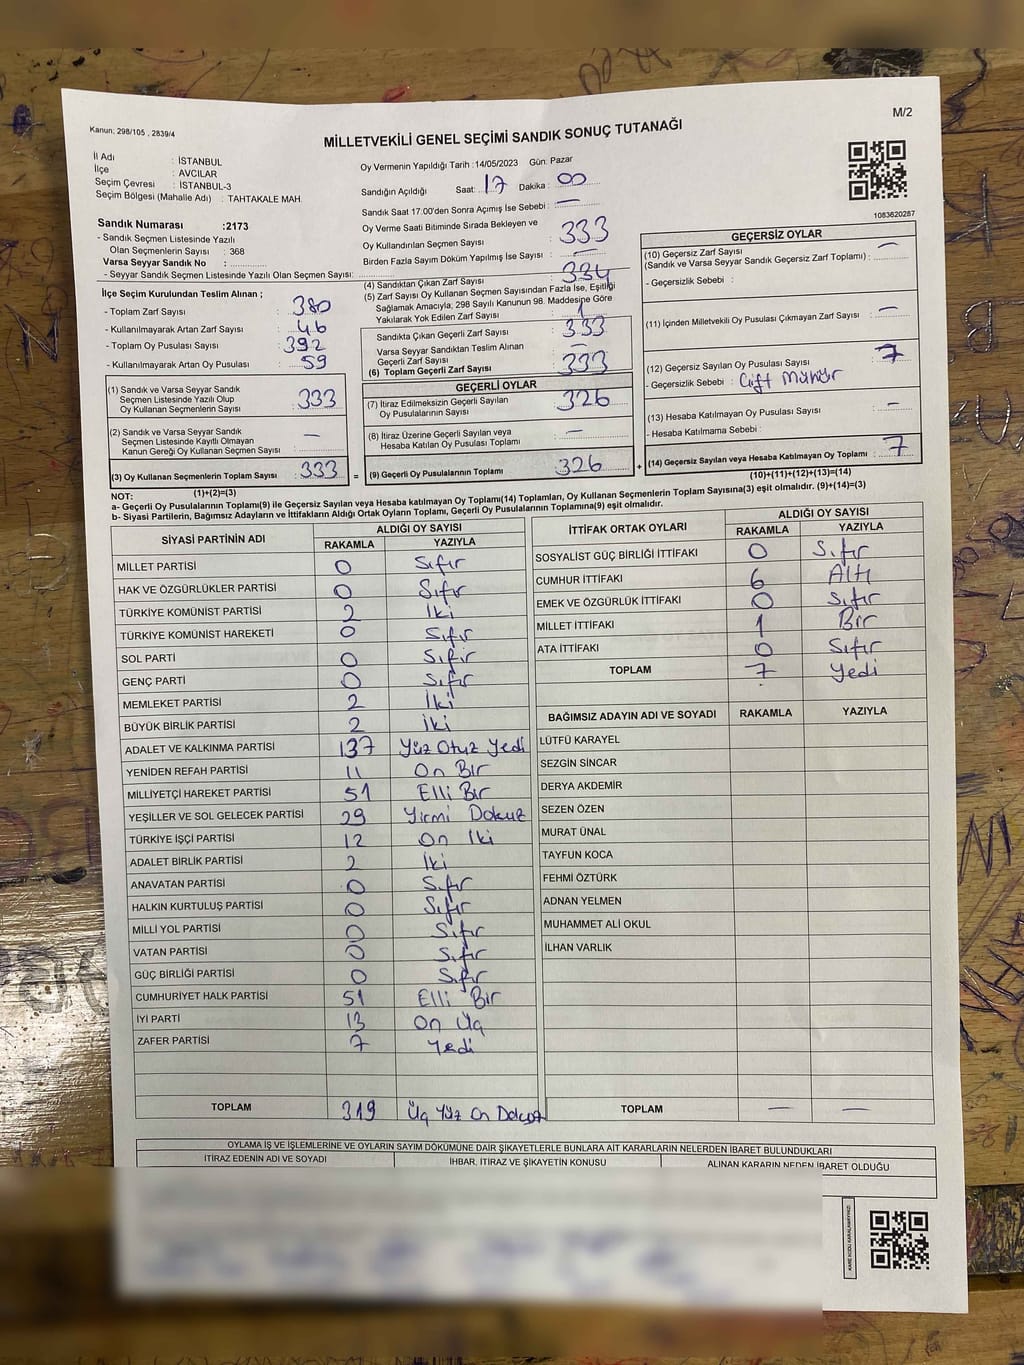 Kanun; 298/105 , 2839/4
M/2
MİLLETVEKİLİ GENEL SEÇİMİ SANDIK SONUÇ TUTANAĞI
İl Adı : İSTANBUL
İlçe : AVCILAR
Seçim Çevresi : İSTANBUL-3
Seçim Bölgesi (Mahalle Adı) : TAHTAKALE MAH.
Oy Vermenin Yapıldığı Tarih :14/05/2023 Gün: Pazar
Sandığın Açıldığı Saat: 17 Dakika : 00
Sandık Saat 17:00'den Sonra Açımış İse Sebebi : —
Sandık Numarası :2173
- Sandık Seçmen Listesinde Yazılı
Olan Seçmenlerin Sayısı : 368
Varsa Seyyar Sandık No :
- Seyyar Sandık Seçmen Listesinde Yazılı Olan Seçmen Sayısı:
Oy Verme Saati Bitiminde Sırada Bekleyen ve
Oy Kullandırılan Seçmen Sayısı : 333
Birden Fazla Sayım Döküm Yapılmış İse Sayısı : —
1083620287
İlçe Seçim Kurulundan Teslim Alınan ;
- Toplam Zarf Sayısı : 380
- Kullanılmayarak Artan Zarf Sayısı : 46
- Toplam Oy Pusulası Sayısı : 392
- Kullanılmayarak Artan Oy Pusulası : 59
(4) Sandıktan Çıkan Zarf Sayısı : 334
(5) Zarf Sayısı Oy Kullanan Seçmen Sayısından Fazla İse, Eşitliği
Sağlamak Amacıyla, 298 Sayılı Kanunun 98. Maddesine Göre
Yakılarak Yok Edilen Zarf Sayısı : 1
Sandıkta Çıkan Geçerli Zarf Sayısı : 333
Varsa Seyyar Sandıktan Teslim Alınan
Geçerli Zarf Sayısı : —
(6) Toplam Geçerli Zarf Sayısı : 333
GEÇERSİZ OYLAR
(10) Geçersiz Zarf Sayısı
(Sandık ve Varsa Seyyar Sandık Geçersiz Zarf Toplamı) : —
- Geçersizlik Sebebi :
(11) İçinden Milletvekili Oy Pusulası Çıkmayan Zarf Sayısı : —
(12) Geçersiz Sayılan Oy Pusulası Sayısı : 7
- Geçersizlik Sebebi : Çift Mühür
(13) Hesaba Katılmayan Oy Pusulası Sayısı : —
- Hesaba Katılmama Sebebi :
(14) Geçersiz Sayılan veya Hesaba Katılmayan Oy Toplamı : 7
(10)+(11)+(12)+(13)=(14)
(1) Sandık ve Varsa Seyyar Sandık
Seçmen Listesinde Yazılı Olup
Oy Kullanan Seçmenlerin Sayısı : 333
(2) Sandık ve Varsa Seyyar Sandık
Seçmen Listesinde Kayıtlı Olmayan
Kanun Gereği Oy Kullanan Seçmen Sayısı : —
(3) Oy Kullanan Seçmenlerin Toplam Sayısı : 333 =
(1)+(2)=(3)
GEÇERLİ OYLAR
(7) İtiraz Edilmeksizin Geçerli Sayılan
Oy Pusulalarının Sayısı : 326
(8) İtiraz Üzerine Geçerli Sayılan veya
Hesaba Katılan Oy Pusulası Toplamı : —
(9) Geçerli Oy Pusulalarının Toplamı : 326 +
NOT:
a- Geçerli Oy Pusulalarının Toplamı(9) ile Geçersiz Sayılan veya Hesaba katılmayan Oy Toplamı(14) Toplamları, Oy Kullanan Seçmenlerin Toplam Sayısına(3) eşit olmalıdır. (9)+(14)=(3)
b- Siyasi Partilerin, Bağımsız Adayların ve İttifakların Aldığı Ortak Oyların Toplamı, Geçerli Oy Pusulalarının Toplamına(9) eşit olmalıdır.
SİYASİ PARTİNİN ADI ALDIĞI OY SAYISI
RAKAMLA YAZIYLA
MİLLET PARTİSİ 0 Sıfır
HAK VE ÖZGÜRLÜKLER PARTİSİ 0 Sıfır
TÜRKİYE KOMÜNİST PARTİSİ 2 İki
TÜRKİYE KOMÜNİST HAREKETİ 0 Sıfır
SOL PARTİ 0 Sıfır
GENÇ PARTİ 0 Sıfır
MEMLEKET PARTİSİ 2 İki
BÜYÜK BİRLİK PARTİSİ 2 İki
ADALET VE KALKINMA PARTİSİ 137 Yüz Otuz Yedi
YENİDEN REFAH PARTİSİ 11 On Bir
MİLLİYETÇİ HAREKET PARTİSİ 51 Elli Bir
YEŞİLLER VE SOL GELECEK PARTİSİ 29 Yirmi Dokuz
TÜRKİYE İŞÇİ PARTİSİ 12 On İki
ADALET BİRLİK PARTİSİ 2 İki
ANAVATAN PARTİSİ 0 Sıfır
HALKIN KURTULUŞ PARTİSİ 0 Sıfır
MİLLİ YOL PARTİSİ 0 Sıfır
VATAN PARTİSİ 0 Sıfır
GÜÇ BİRLİĞİ PARTİSİ 0 Sıfır
CUMHURİYET HALK PARTİSİ 51 Elli Bir
İYİ PARTİ 13 On Üç
ZAFER PARTİSİ 7 Yedi
TOPLAM 319 Üç Yüz On Dokuz
İTTİFAK ORTAK OYLARI ALDIĞI OY SAYISI
RAKAMLA YAZIYLA
SOSYALİST GÜÇ BİRLİĞİ İTTİFAKI 0 Sıfır
CUMHUR İTTİFAKI 6 Altı
EMEK VE ÖZGÜRLÜK İTTİFAKI 0 Sıfır
MİLLET İTTİFAKI 1 Bir
ATA İTTİFAKI 0 Sıfır
TOPLAM 7 Yedi
BAĞIMSIZ ADAYIN ADI VE SOYADI RAKAMLA YAZIYLA
LÜTFÜ KARAYEL
SEZGİN SİNCAR
DERYA AKDEMİR
SEZEN ÖZEN
MURAT ÜNAL
TAYFUN KOCA
FEHMİ ÖZTÜRK
ADNAN YELMEN
MUHAMMET ALİ OKUL
İLHAN VARLIK
TOPLAM — —
OYLAMA İŞ VE İŞLEMLERİNE VE OYLARIN SAYIM DÖKÜMÜNE DAİR ŞİKAYETLERLE BUNLARA AİT KARARLARIN NELERDEN İBARET BULUNDUKLARI
İTİRAZ EDENİN ADI VE SOYADI İHBAR, İTİRAZ VE ŞİKAYETİN KONUSU ALINAN KARARIN NEDEN İBARET OLDUĞU
KARE KODU KARALAMAYINIZ!